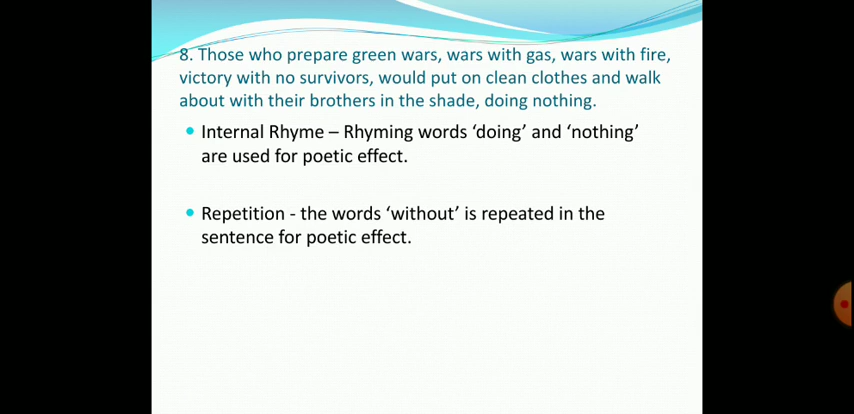 8. Those who prepare green wars, wars with gas, wars with fire,
victory with no survivors, would put on clean clothes and walk
about with their brothers in the shade, doing nothing.
• Internal Rhyme – Rhyming words ‘doing’ and ‘nothing’
are used for poetic effect.
• Repetition - the words ‘without’ is repeated in the
sentence for poetic effect.